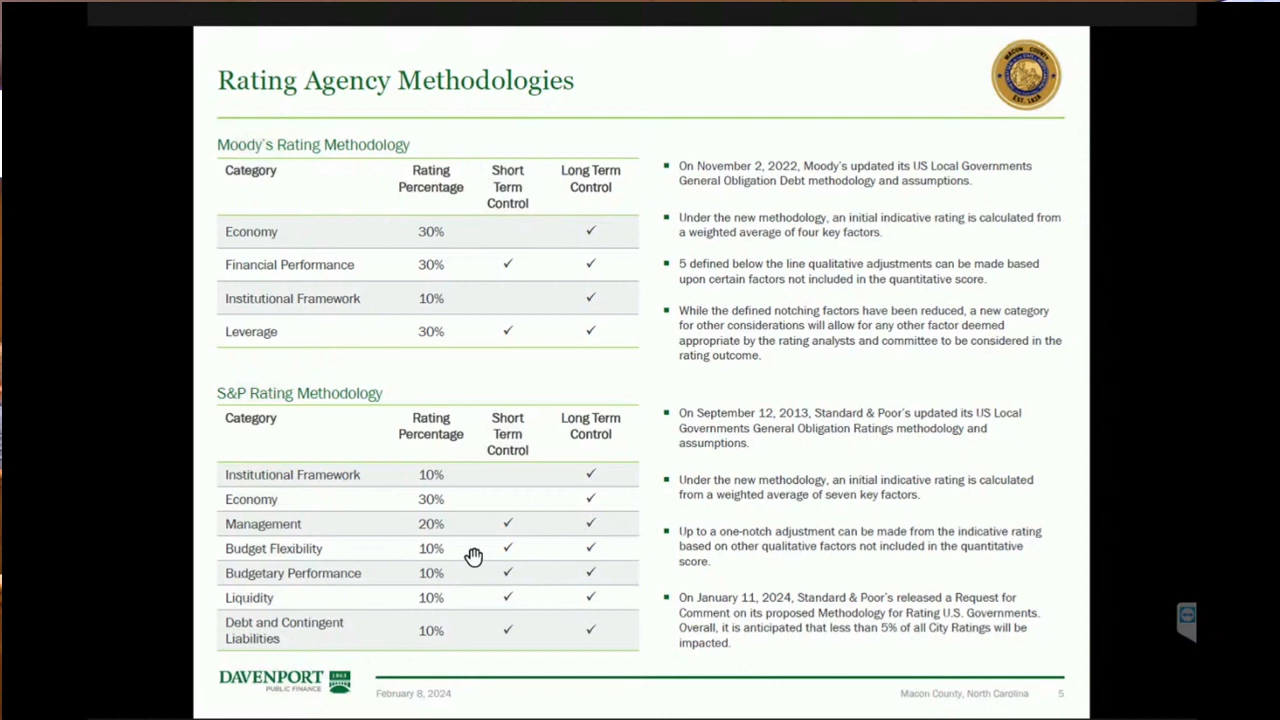 Rating Agency Methodologies
MACON COUNTY
EST. 1828
Moody's Rating Methodology
Category Rating Percentage Short Term Control Long Term Control
Economy 30% ✓
Financial Performance 30% ✓ ✓
Institutional Framework 10% ✓
Leverage 30% ✓ ✓
On November 2, 2022, Moody's updated its US Local Governments
General Obligation Debt methodology and assumptions.
Under the new methodology, an initial indicative rating is calculated from
a weighted average of four key factors.
5 defined below the line qualitative adjustments can be made based
upon certain factors not included in the quantitative score.
While the defined notching factors have been reduced, a new category
for other considerations will allow for any other factor deemed
appropriate by the rating analysts and committee to be considered in the
rating outcome.
S&P Rating Methodology
Category Rating Percentage Short Term Control Long Term Control
Institutional Framework 10% ✓
Economy 30% ✓
Management 20% ✓ ✓
Budget Flexibility 10% ✓ ✓
Budgetary Performance 10% ✓ ✓
Liquidity 10% ✓ ✓
Debt and Contingent
Liabilities 10% ✓ ✓
On September 12, 2013, Standard & Poor's updated its US Local
Governments General Obligation Ratings methodology and
assumptions.
Under the new methodology, an initial indicative rating is calculated
from a weighted average of seven key factors.
Up to a one-notch adjustment can be made from the indicative rating
based on other qualitative factors not included in the quantitative
score.
On January 11, 2024, Standard & Poor's released a Request for
Comment on its proposed Methodology for Rating U.S. Governments.
Overall, it is anticipated that less than 5% of all City Ratings will be
impacted.
DAVENPORT
PUBLIC FINANCE
1863
February 8, 2024
Macon County, North Carolina 5